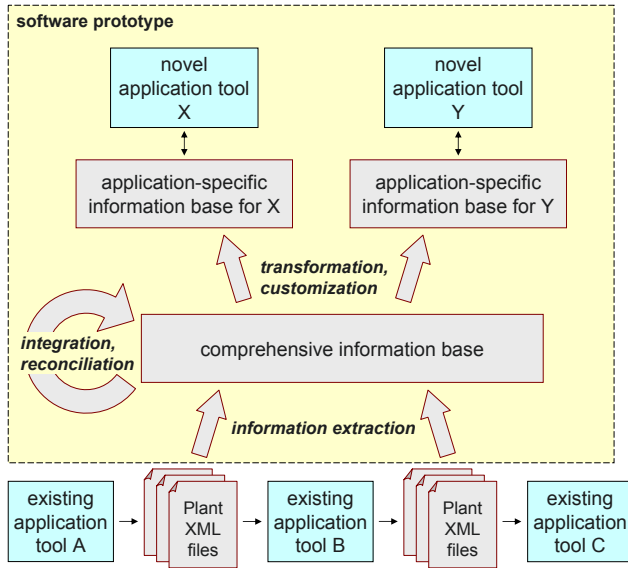 software prototype
novel
application tool
X
novel
application tool
Y
application-specific
information base for X
application-specific
information base for Y
transformation,
customization
integration,
reconciliation
comprehensive information base
information extraction
existing
application
tool A
Plant
XML
files
existing
application
tool B
Plant
XML
files
existing
application
tool C